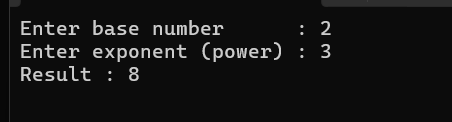 Enter base number      : 2
Enter exponent (power) : 3
Result : 8